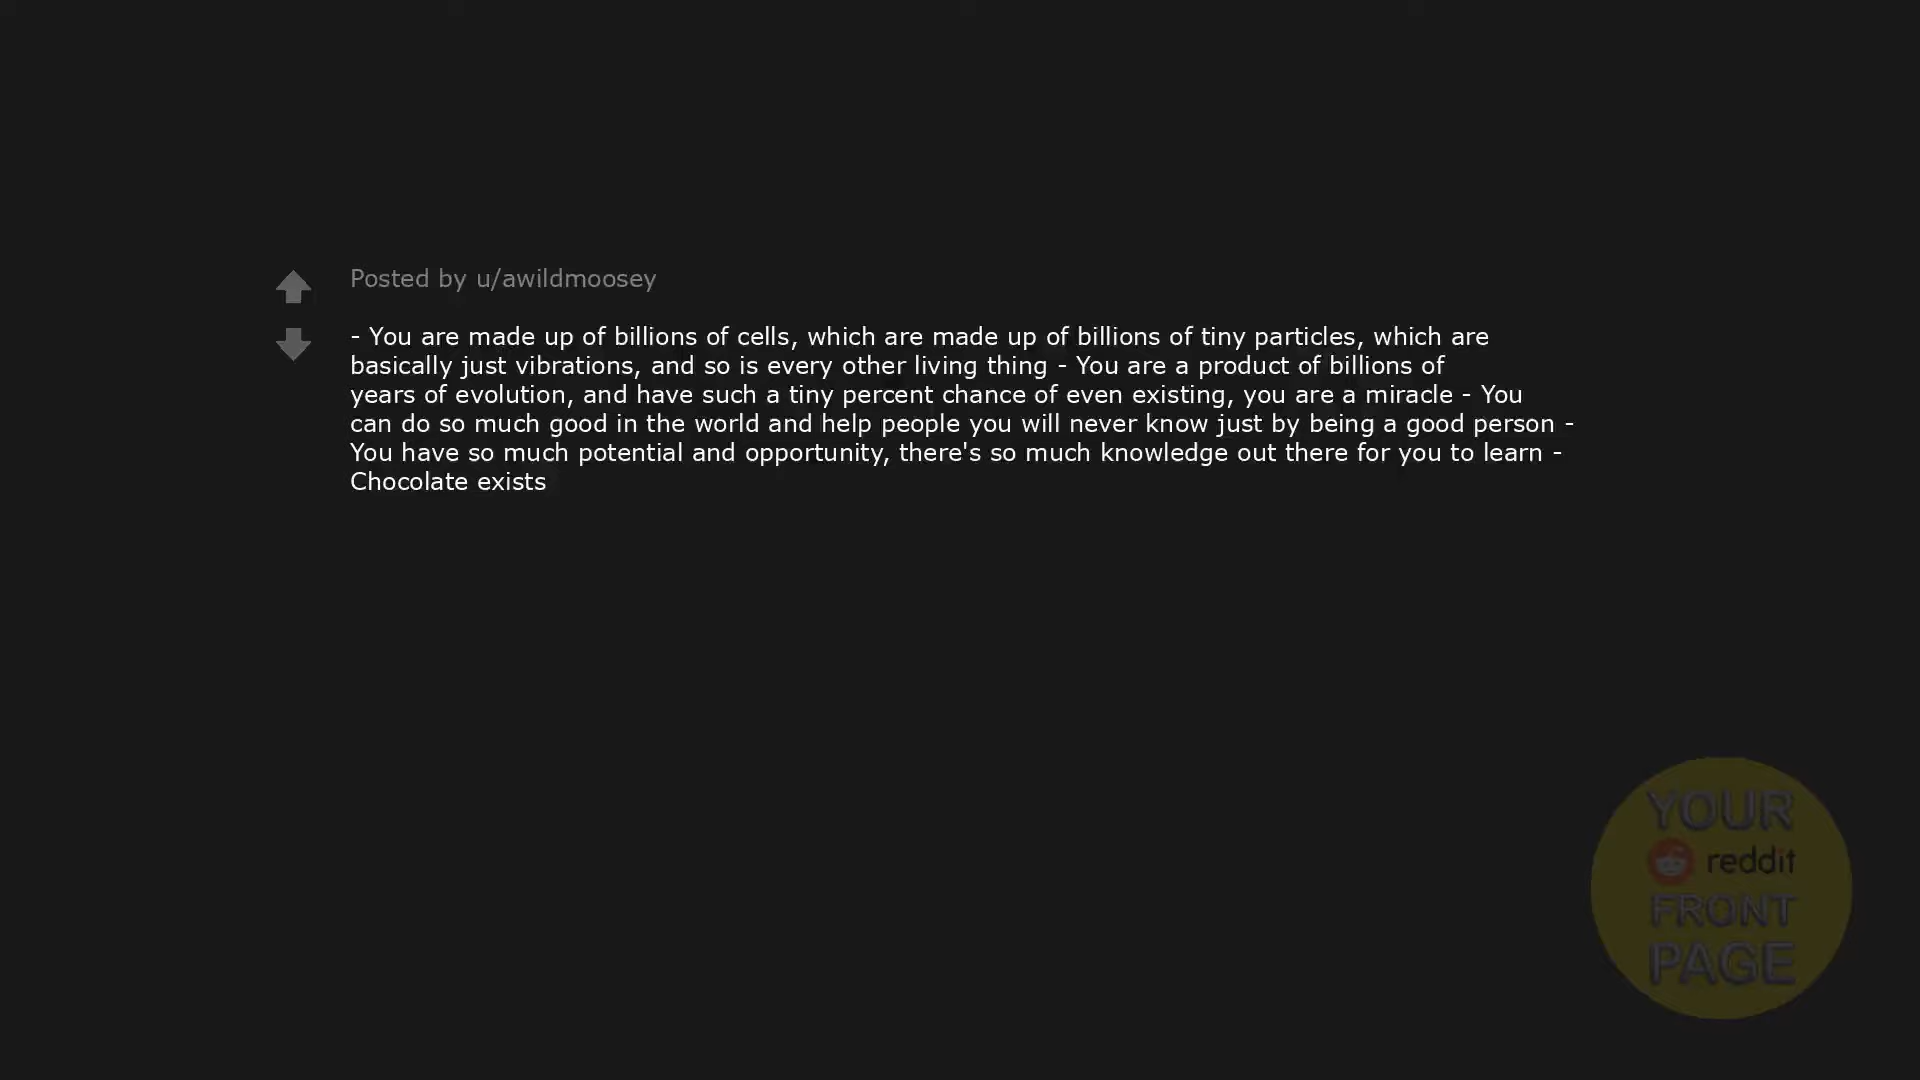 Posted by u/awildmoosey
- You are made up of billions of cells, which are made up of billions of tiny particles, which are
basically just vibrations, and so is every other living thing - You are a product of billions of
years of evolution, and have such a tiny percent chance of even existing, you are a miracle - You
can do so much good in the world and help people you will never know just by being a good person -
You have so much potential and opportunity, there's so much knowledge out there for you to learn -
Chocolate exists
YOUR
reddit
FRONT
PAGE